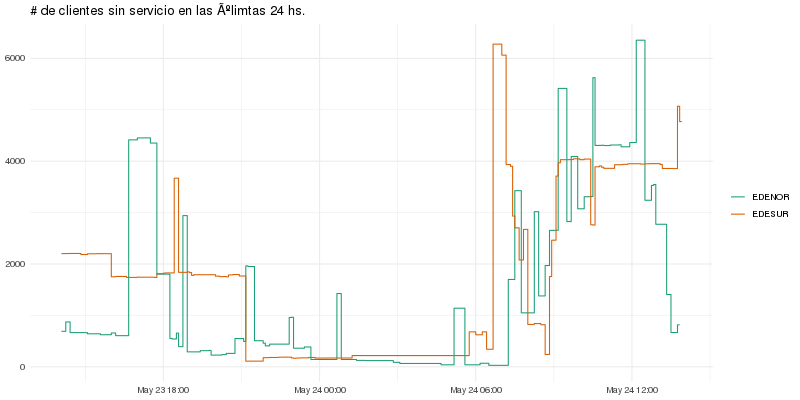 # de clientes sin servicio en las Ãºlimtas 24 hs.
6000
4000
2000
0
May 23 18:00
May 24 00:00
May 24 06:00
May 24 12:00
EDENOR
EDESUR